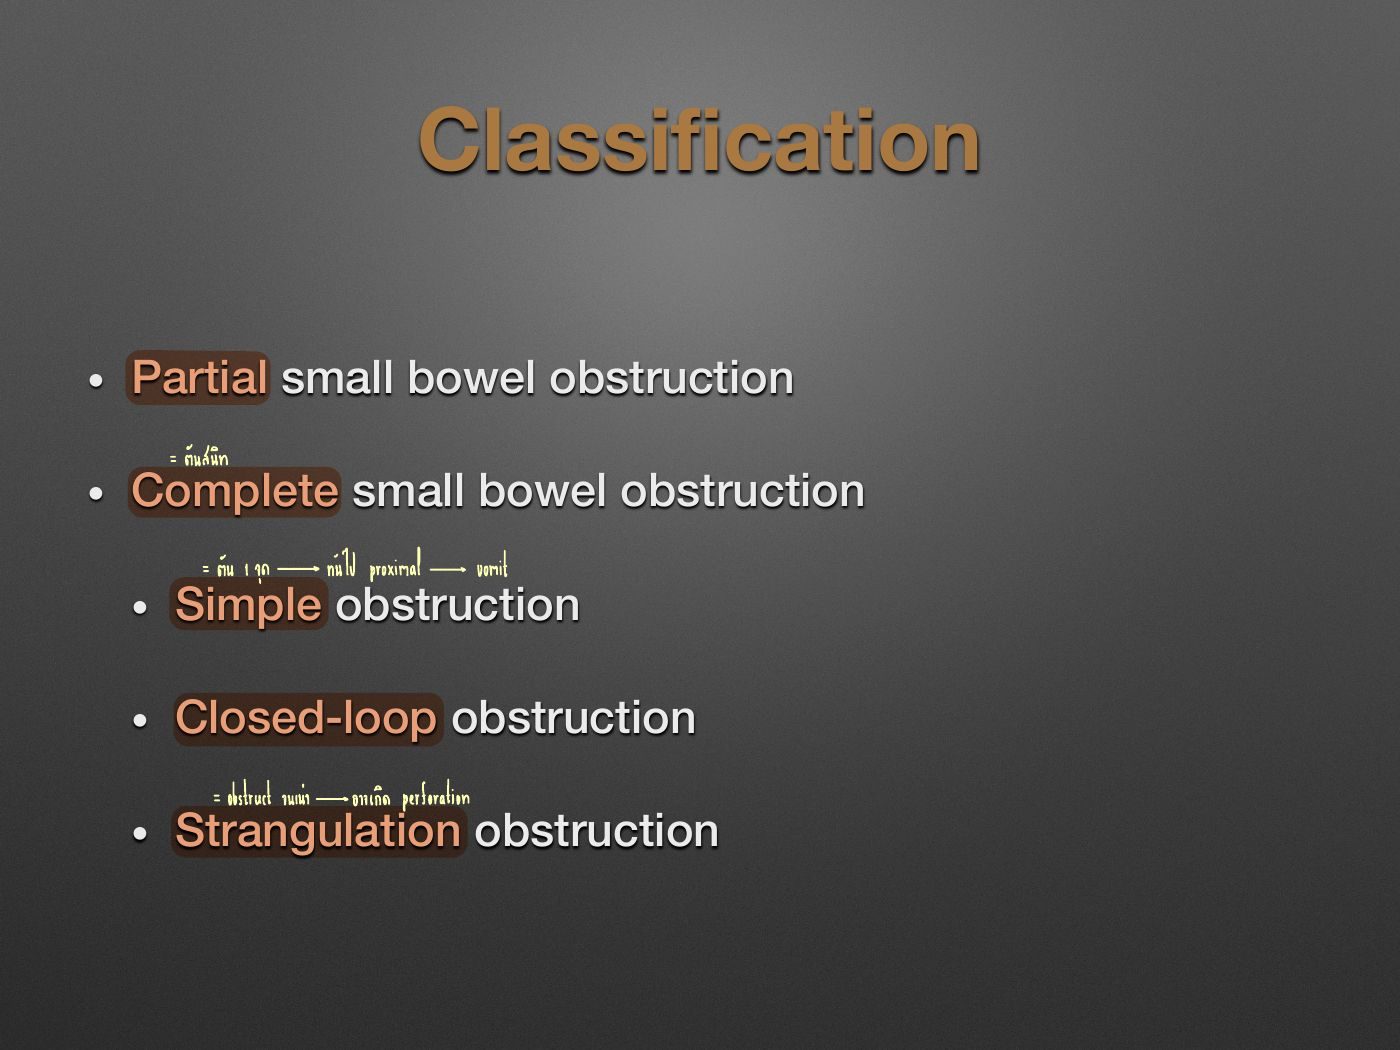 Classification
• Partial small bowel obstruction
= ตันสนิท
• Complete small bowel obstruction
= ตัน 1 จุด → ท้นไป proximal → vomit
• Simple obstruction
• Closed-loop obstruction
= obstruct จนเน่า → อาจเกิด perforation
• Strangulation obstruction